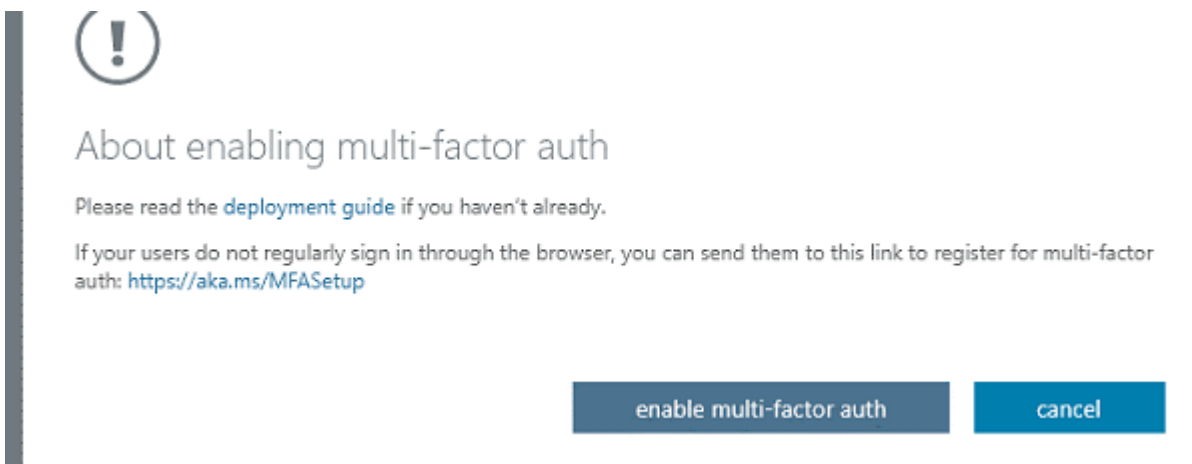 About enabling multi-factor auth
Please read the deployment guide if you haven't already.
If your users do not regularly sign in through the browser, you can send them to this link to register for multi-factor
auth: https://aka.ms/MFASetup
enable multi-factor auth
cancel